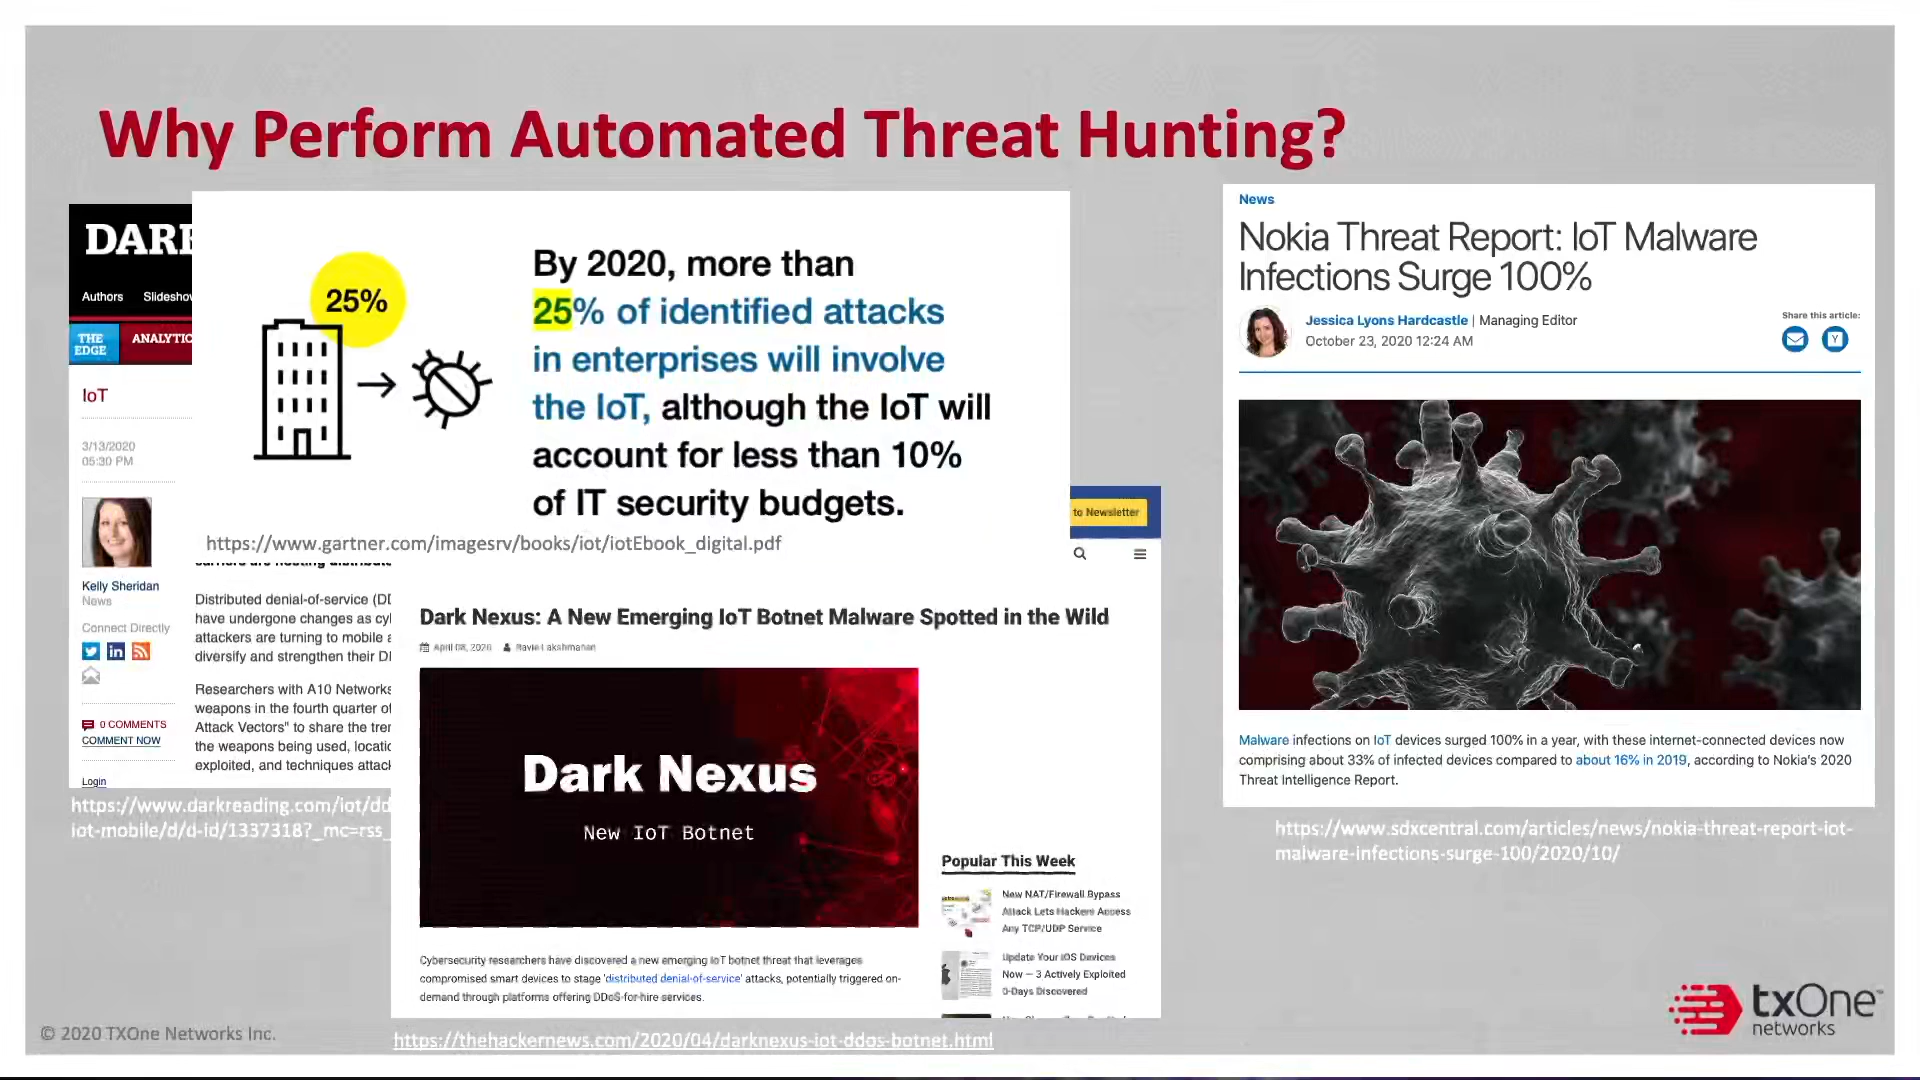 Why Perform Automated Threat Hunting?
DARK
Authors Slideshow
THE
EDGE
ANALYTIC
IoT
3/13/2020
05:30 PM
Kelly Sheridan
News
Connect Directly
0 COMMENTS
COMMENT NOW
Login
25%
By 2020, more than
25% of identified attacks
in enterprises will involve
the IoT, although the IoT will
account for less than 10%
of IT security budgets.
https://www.gartner.com/imagesrv/books/iot/iotEbook_digital.pdf
Distributed denial-of-service (DD
have undergone changes as cyl
attackers are turning to mobile a
diversify and strengthen their DI
Researchers with A10 Networks
weapons in the fourth quarter of
Attack Vectors" to share the tren
the weapons being used, locatic
exploited, and techniques attack
https://www.darkreading.com/iot/dd
iot-mobile/d/d-id/1337318?_mc=rss_
to Newsletter
Dark Nexus: A New Emerging IoT Botnet Malware Spotted in the Wild
April 08, 2020 Ravie Lakshmanan
Dark Nexus
New IoT Botnet
Cybersecurity researchers have discovered a new emerging IoT botnet threat that leverages
compromised smart devices to stage 'distributed denial-of-service' attacks, potentially triggered on-
demand through platforms offering DDoS-for-hire services.
Popular This Week
New NAT/Firewall Bypass
Attack Lets Hackers Access
Any TCP/UDP Service
Update Your iOS Devices
Now — 3 Actively Exploited
0-Days Discovered
https://thehackernews.com/2020/04/darknexus-iot-ddos-botnet.html
News
Nokia Threat Report: IoT Malware
Infections Surge 100%
Jessica Lyons Hardcastle | Managing Editor
October 23, 2020 12:24 AM
Share this article:
Malware infections on IoT devices surged 100% in a year, with these internet-connected devices now
comprising about 33% of infected devices compared to about 16% in 2019, according to Nokia's 2020
Threat Intelligence Report.
https://www.sdxcentral.com/articles/news/nokia-threat-report-iot-
malware-infections-surge-100/2020/10/
© 2020 TXOne Networks Inc.
txOne™
networks